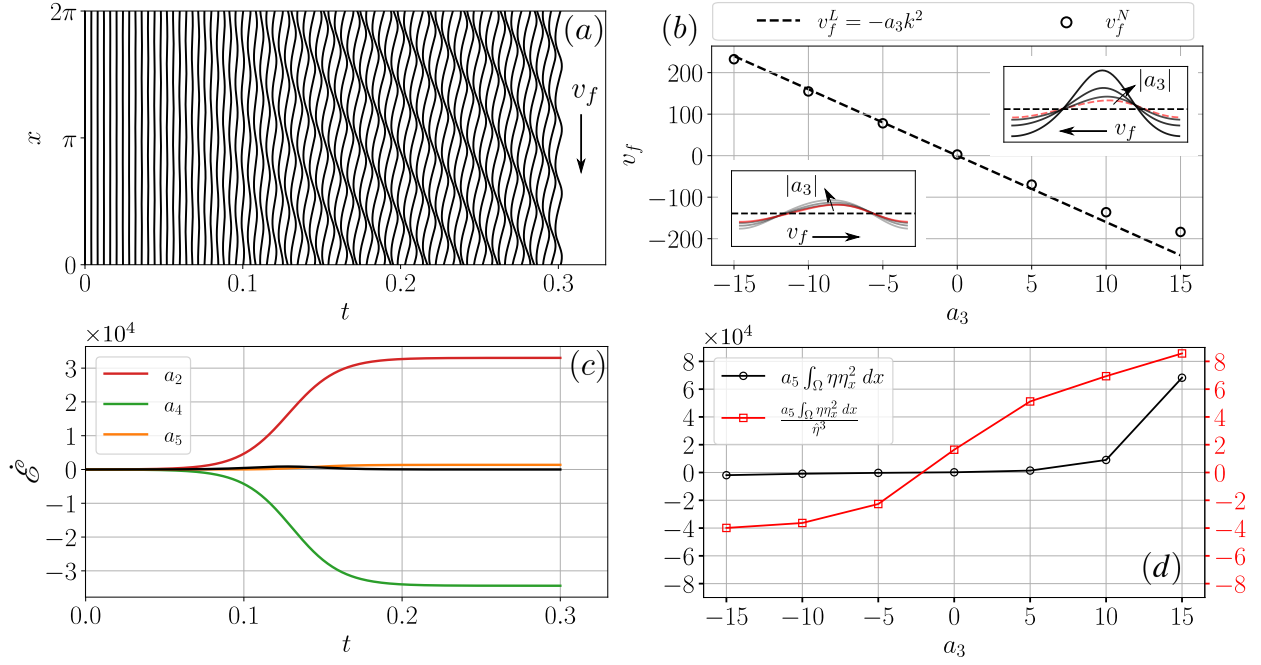 2π
π
0
x
0
0.1
0.2
0.3
t
(a)
v_f
(b)
v_f^L = −a_3k^2
v_f^N
200
100
0
−100
−200
v_f
−15
−10
−5
0
5
10
15
a_3
|a_3|
v_f
|a_3|
v_f
×10^4
(c)
a_2
a_4
a_5
3
2
1
0
−1
−2
−3
ℰ̇
0.0
0.1
0.2
0.3
t
×10^4
a_5 ∫_Ω ηη_x^2 dx
a_5 ∫_Ω ηη_x^2 dx
η̂^3
8
6
4
2
0
−2
−4
−6
−8
8
6
4
2
0
−2
−4
−6
−8
(d)
−15
−10
−5
0
5
10
15
a_3